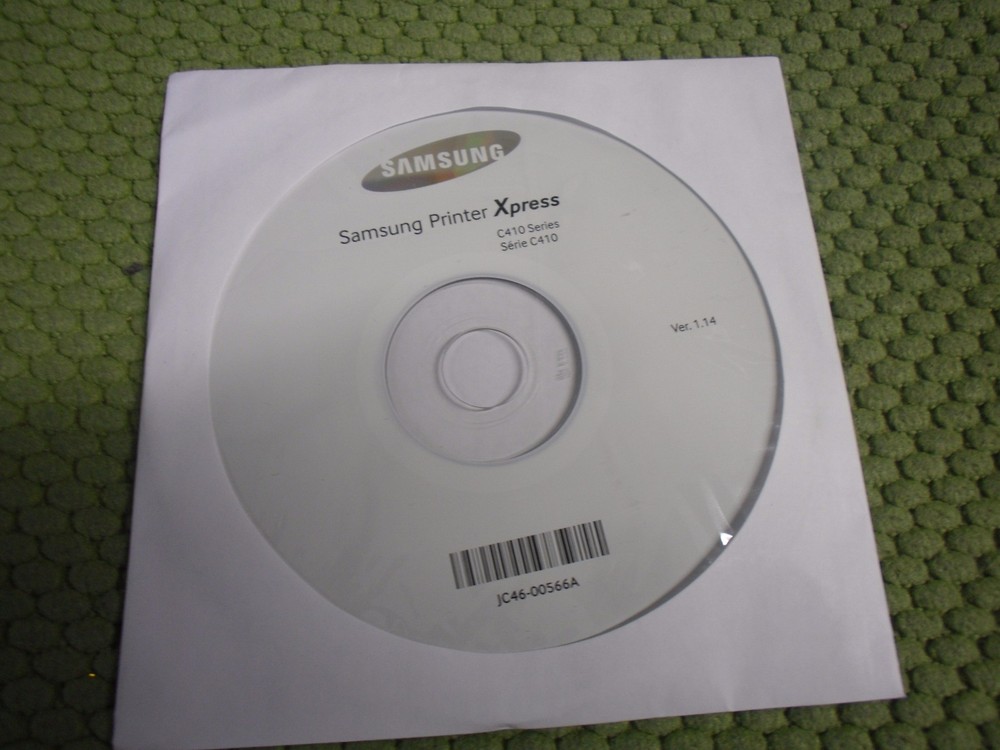 SAMSUNG
Samsung Printer Xpress
C410 Series
Série C410
Ver. 1.14
JC46-00566A